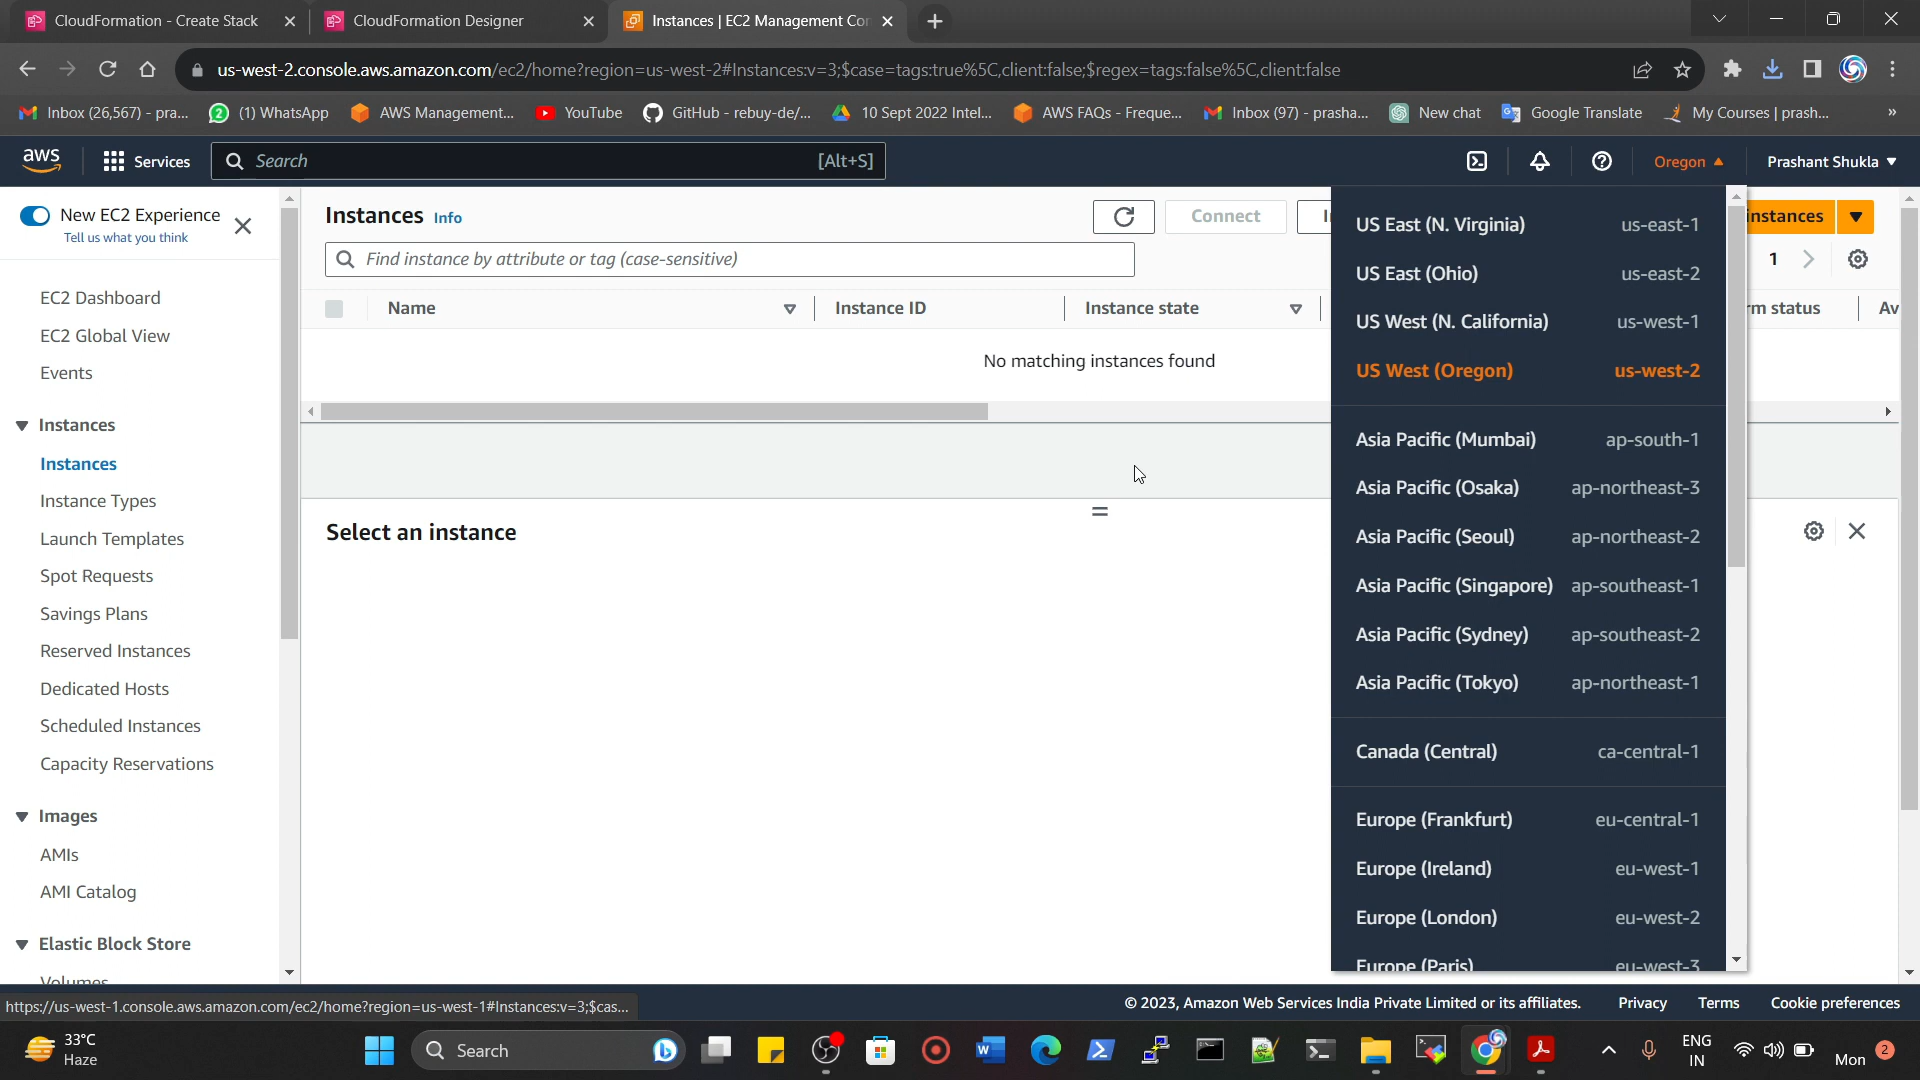 CloudFormation - Create Stack
CloudFormation Designer
Instances | EC2 Management Cor
us-west-2.console.aws.amazon.com/ec2/home?region=us-west-2#Instances:v=3;$case=tags:true%5C,client:false;$regex=tags:false%5C,client:false
Inbox (26,567) - pra...
(1) WhatsApp
AWS Management...
YouTube
GitHub - rebuy-de/...
10 Sept 2022 Intel...
AWS FAQs - Freque...
Inbox (97) - prasha...
New chat
Google Translate
My Courses | prash...
»
aws
Services
Search
[Alt+S]
Oregon
Prashant Shukla
New EC2 Experience
Tell us what you think
EC2 Dashboard
EC2 Global View
Events
Instances
Instances
Instance Types
Launch Templates
Spot Requests
Savings Plans
Reserved Instances
Dedicated Hosts
Scheduled Instances
Capacity Reservations
Images
AMIs
AMI Catalog
Elastic Block Store
Volumes
Instances Info
Connect
instances
Find instance by attribute or tag (case-sensitive)
1
Name
Instance ID
Instance state
rm status
Av
No matching instances found
Select an instance
US East (N. Virginia) us-east-1
US East (Ohio) us-east-2
US West (N. California) us-west-1
US West (Oregon) us-west-2
Asia Pacific (Mumbai) ap-south-1
Asia Pacific (Osaka) ap-northeast-3
Asia Pacific (Seoul) ap-northeast-2
Asia Pacific (Singapore) ap-southeast-1
Asia Pacific (Sydney) ap-southeast-2
Asia Pacific (Tokyo) ap-northeast-1
Canada (Central) ca-central-1
Europe (Frankfurt) eu-central-1
Europe (Ireland) eu-west-1
Europe (London) eu-west-2
Europe (Paris) eu-west-3
https://us-west-1.console.aws.amazon.com/ec2/home?region=us-west-1#Instances:v=3;$cas...
© 2023, Amazon Web Services India Private Limited or its affiliates.
Privacy
Terms
Cookie preferences
33°C
Haze
Search
ENG
IN
Mon
2